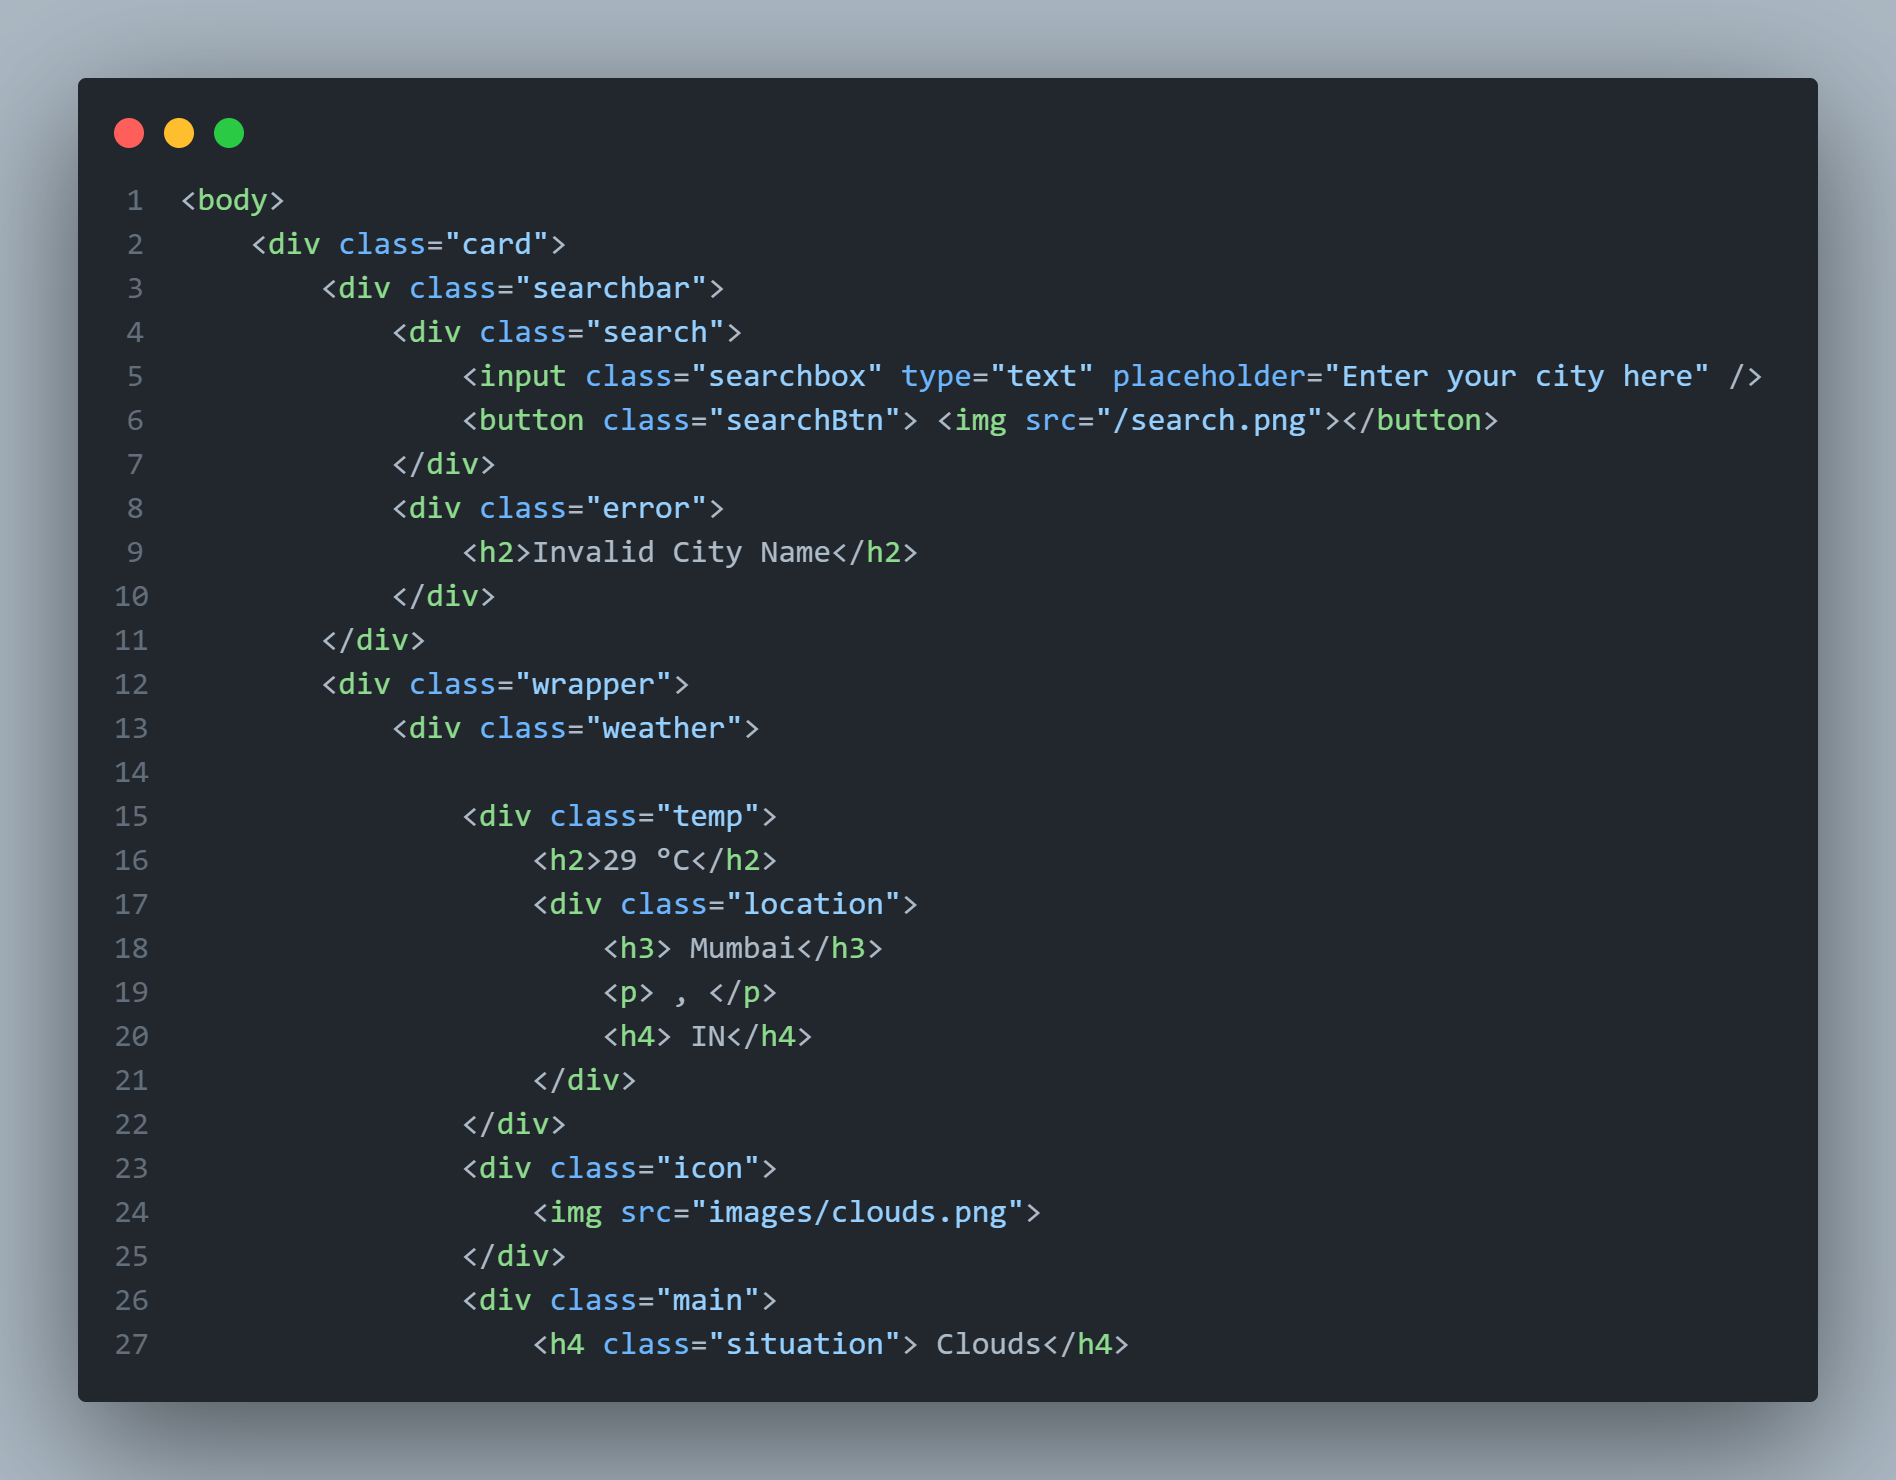 1 <body>
2     <div class="card">
3         <div class="searchbar">
4             <div class="search">
5                 <input class="searchbox" type="text" placeholder="Enter your city here" />
6                 <button class="searchBtn"> <img src="/search.png"></button>
7             </div>
8             <div class="error">
9                 <h2>Invalid City Name</h2>
10             </div>
11         </div>
12         <div class="wrapper">
13             <div class="weather">
14
15                 <div class="temp">
16                     <h2>29 °C</h2>
17                     <div class="location">
18                         <h3> Mumbai</h3>
19                         <p> , </p>
20                         <h4> IN</h4>
21                     </div>
22                 </div>
23                 <div class="icon">
24                     <img src="images/clouds.png">
25                 </div>
26                 <div class="main">
27                     <h4 class="situation"> Clouds</h4>